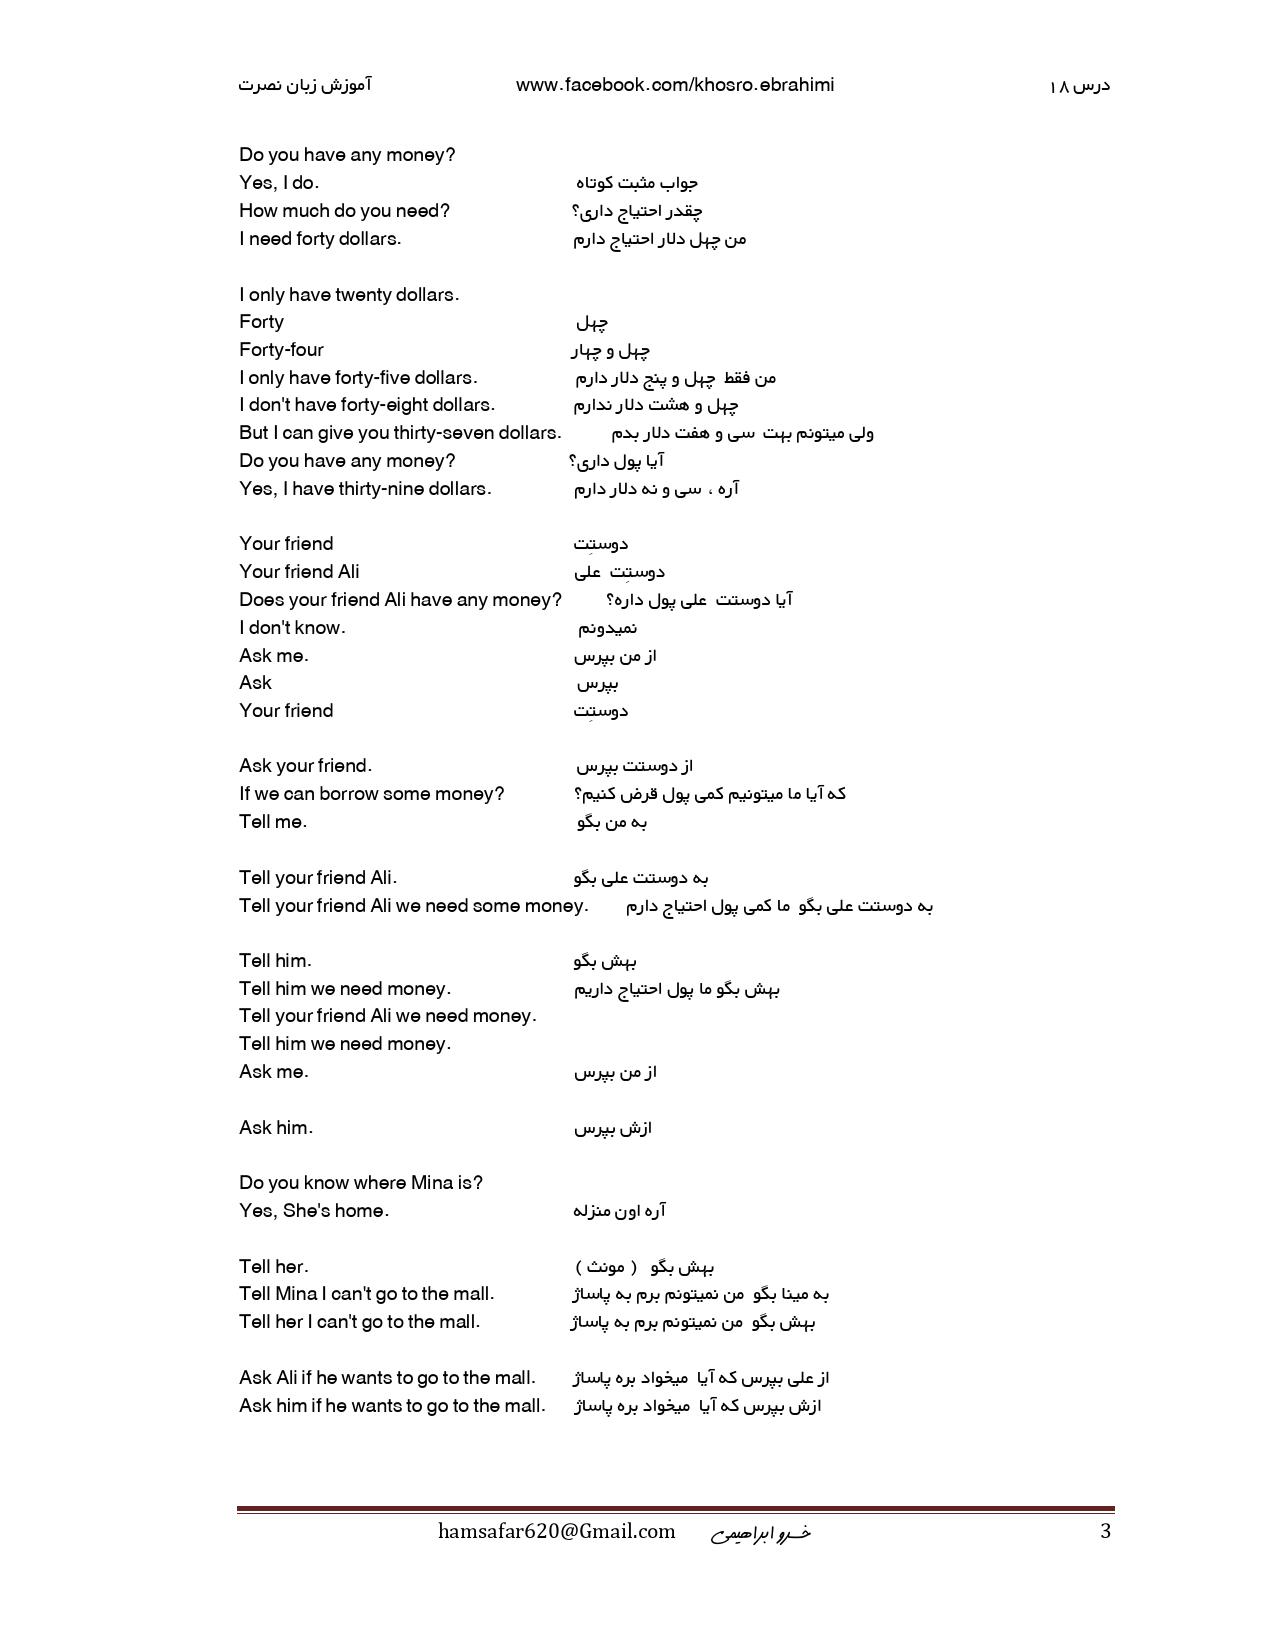 آموزش زبان نصرت www.facebook.com/khosro.ebrahimi درس ۱۸
Do you have any money?
Yes, I do. جواب مثبت کوتاه
How much do you need? چقدر احتیاج داری؟
I need forty dollars. من چهل دلار احتیاج دارم
I only have twenty dollars.
Forty چهل
Forty-four چهل و چهار
I only have forty-five dollars. من فقط چهل و پنج دلار دارم
I don't have forty-eight dollars. چهل و هشت دلار ندارم
But I can give you thirty-seven dollars. ولی میتونم بهت سی و هفت دلار بدم
Do you have any money? آیا پول داری؟
Yes, I have thirty-nine dollars. آره ، سی و نه دلار دارم
Your friend دوستِت
Your friend Ali دوستِت علی
Does your friend Ali have any money? آیا دوستت علی پول داره؟
I don't know. نمیدونم
Ask me. از من بپرس
Ask بپرس
Your friend دوستِت
Ask your friend. از دوستت بپرس
If we can borrow some money? که آیا ما میتونیم کمی پول قرض کنیم؟
Tell me. به من بگو
Tell your friend Ali. به دوستت علی بگو
Tell your friend Ali we need some money. به دوستت علی بگو ما کمی پول احتیاج دارم
Tell him. بهش بگو
Tell him we need money. بهش بگو ما پول احتیاج داریم
Tell your friend Ali we need money.
Tell him we need money.
Ask me. از من بپرس
Ask him. ازش بپرس
Do you know where Mina is?
Yes, She's home. آره اون منزله
Tell her. بهش بگو ( مونث )
Tell Mina I can't go to the mall. به مینا بگو من نمیتونم برم به پاساژ
Tell her I can't go to the mall. بهش بگو من نمیتونم برم به پاساژ
Ask Ali if he wants to go to the mall. از علی بپرس که آیا میخواد بره پاساژ
Ask him if he wants to go to the mall. ازش بپرس که آیا میخواد بره پاساژ
hamsafar620@Gmail.com خسرو ابراهیمی 3